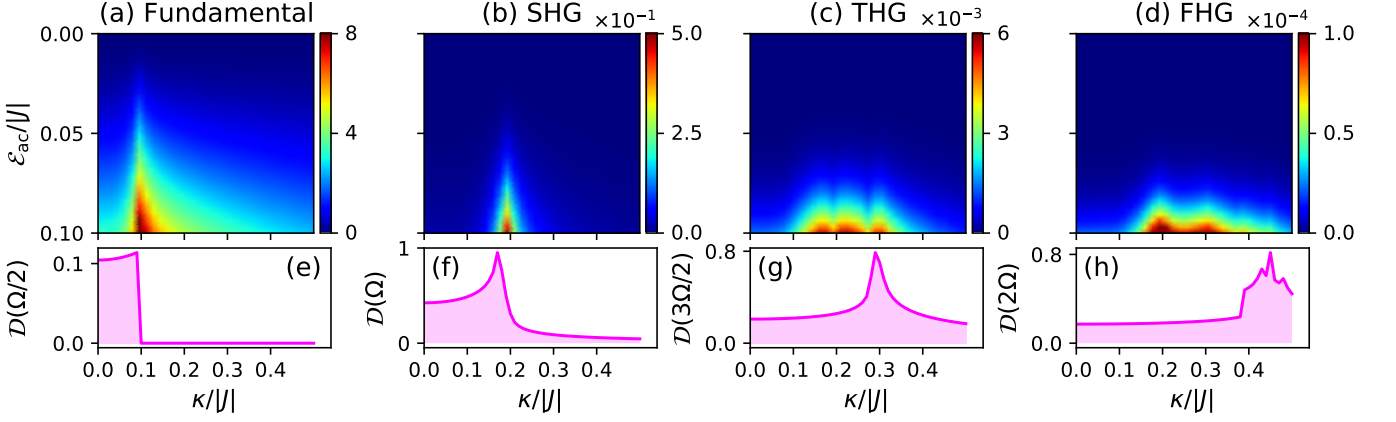 (a) Fundamental
(b) SHG ×10⁻¹
(c) THG ×10⁻³
(d) FHG ×10⁻⁴
ℰac/|J|
0.00
0.05
0.10
8
4
0
5.0
2.5
0.0
6
3
0
1.0
0.5
0.0
𝒟(Ω/2)
0.1
0.0
(e)
0.0 0.1 0.2 0.3 0.4
κ/|J|
𝒟(Ω)
1
0
(f)
0.0 0.1 0.2 0.3 0.4
κ/|J|
𝒟(3Ω/2)
0.8
0.0
(g)
0.0 0.1 0.2 0.3 0.4
κ/|J|
𝒟(2Ω)
0.8
0.0
(h)
0.0 0.1 0.2 0.3 0.4
κ/|J|